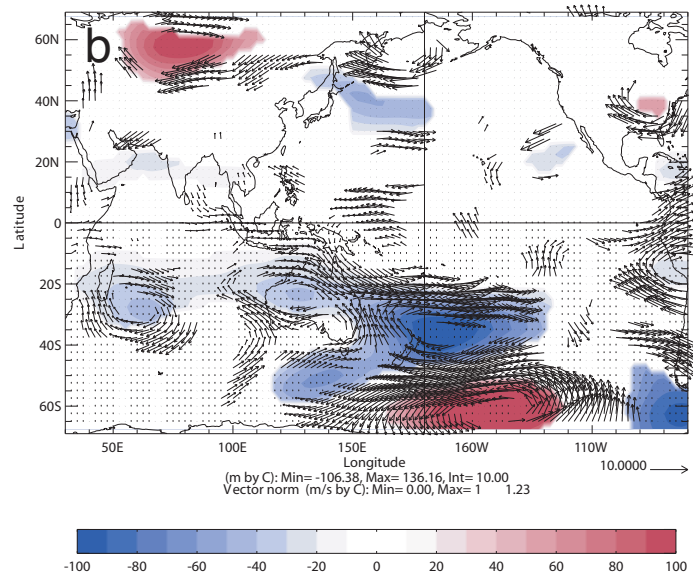 b
60N
40N
20N
0
20S
40S
60S
Latitude
50E 100E 150E 160W 110W
Longitude
(m by C): Min= -106.38, Max= 136.16, Int= 10.00
Vector norm (m/s by C): Min= 0.00, Max= 1 1.23
10.0000
-100 -80 -60 -40 -20 0 20 40 60 80 100